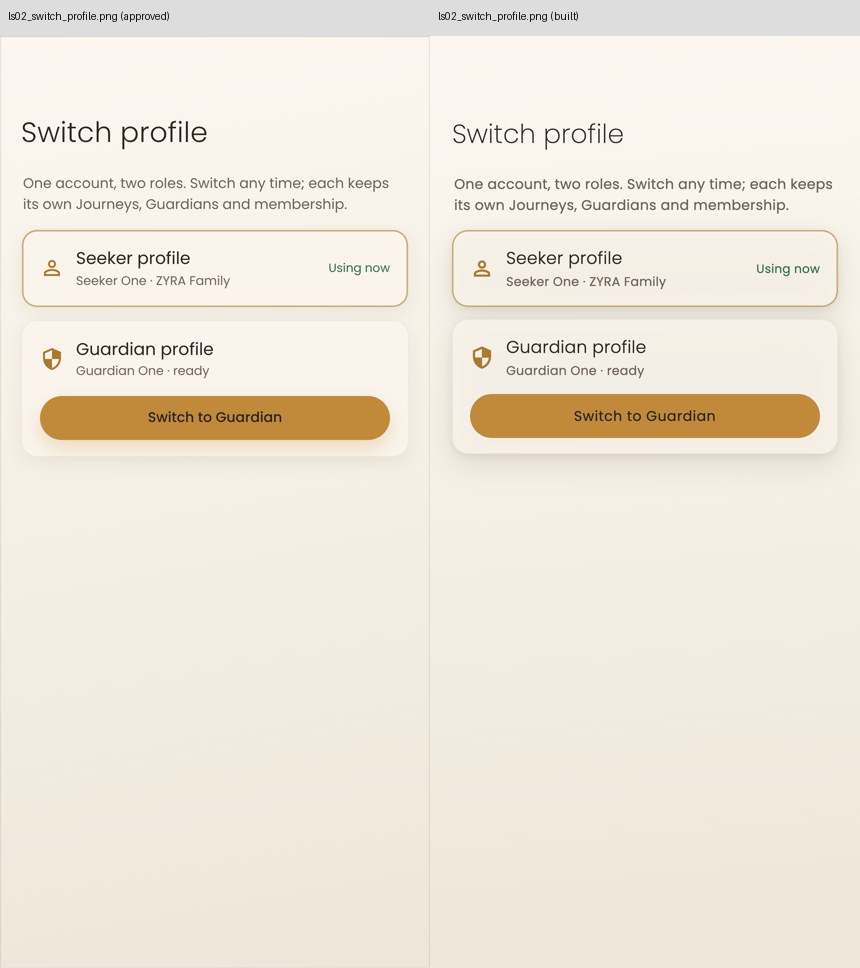 ls02_switch_profile.png (approved)
Switch profile
One account, two roles. Switch any time; each keeps
its own Journeys, Guardians and membership.
Seeker profile
Seeker One · ZYRA Family
Using now
Guardian profile
Guardian One · ready
Switch to Guardian
ls02_switch_profile.png (built)
Switch profile
One account, two roles. Switch any time; each keeps
its own Journeys, Guardians and membership.
Seeker profile
Seeker One · ZYRA Family
Using now
Guardian profile
Guardian One · ready
Switch to Guardian